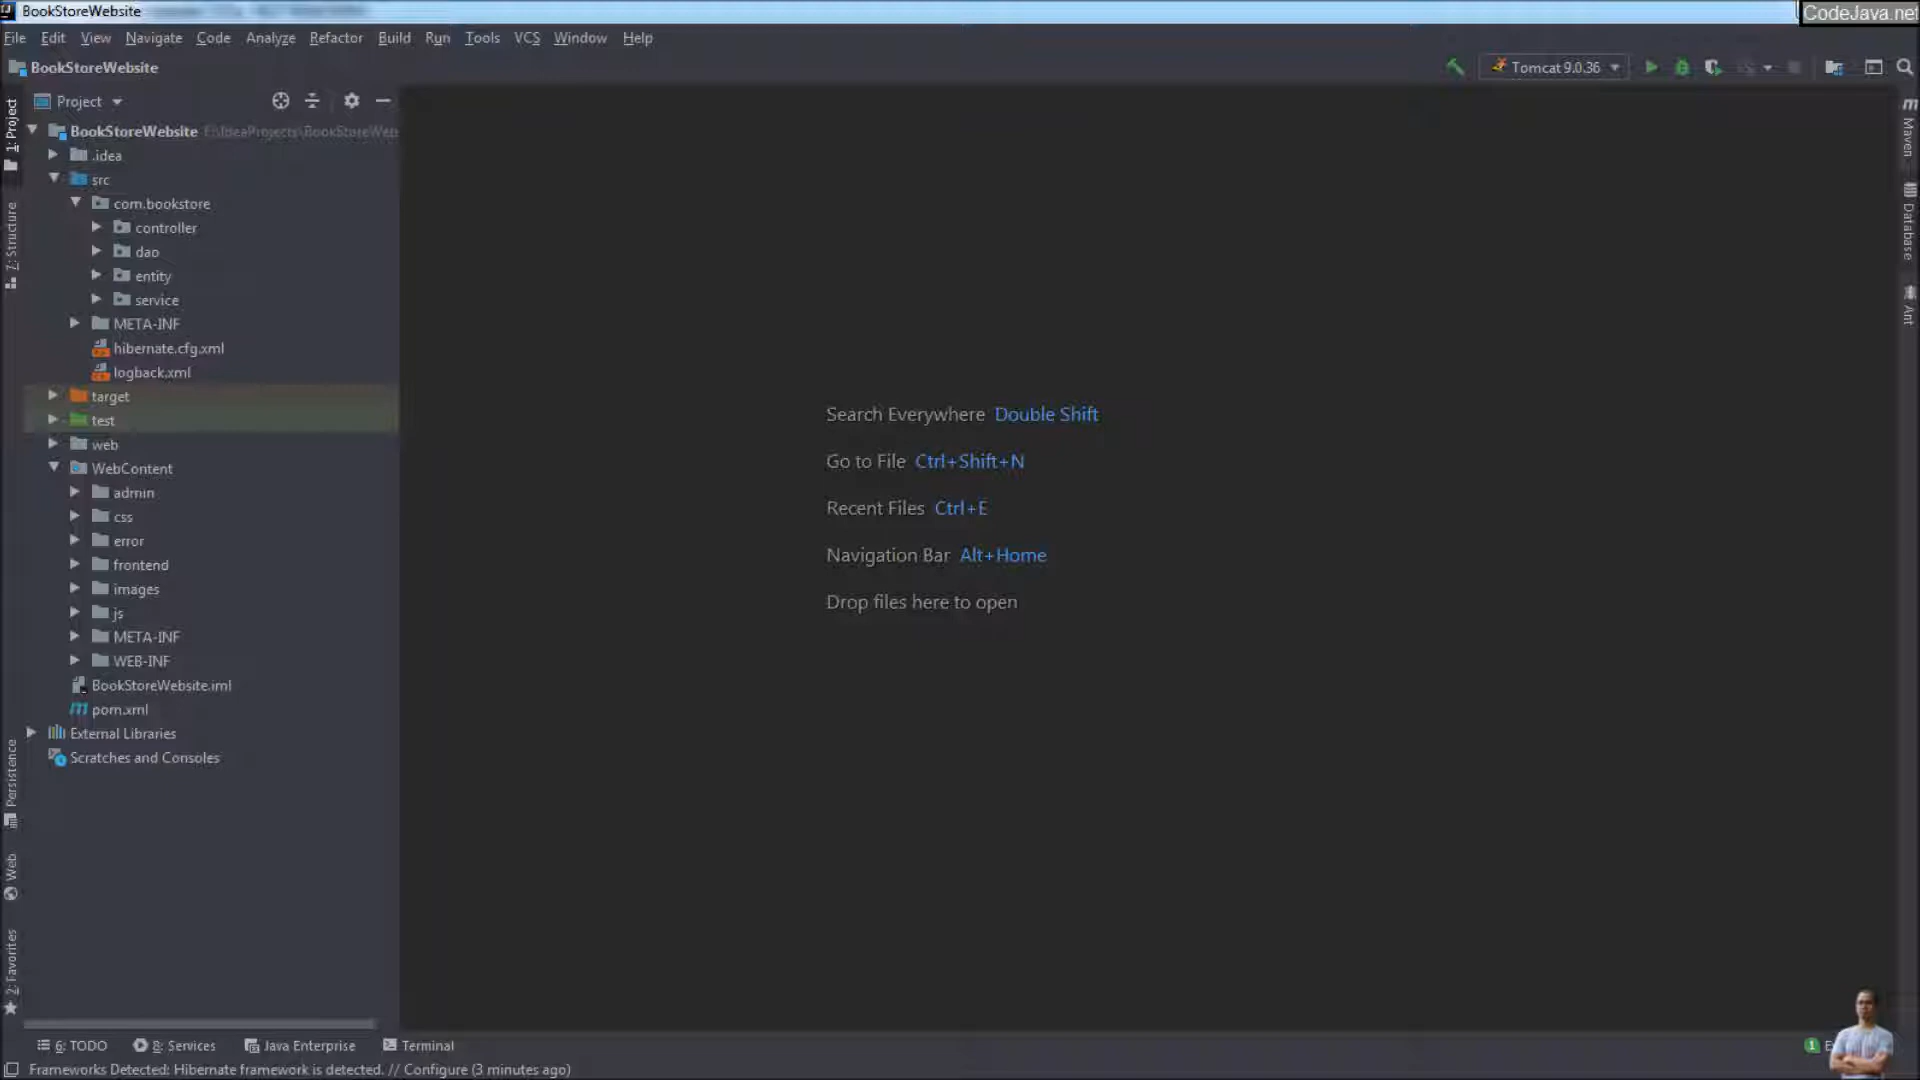 BookStoreWebsite
CodeJava.net
File Edit View Navigate Code Analyze Refactor Build Run Tools VCS Window Help
BookStoreWebsite
Tomcat 9.0.36
Project
1: Project
7: Structure
Persistence
Web
2: Favorites
BookStoreWebsite E:\IdeaProjects\BookStoreWeb
.idea
src
com.bookstore
controller
dao
entity
service
META-INF
hibernate.cfg.xml
logback.xml
target
test
web
WebContent
admin
css
error
frontend
images
js
META-INF
WEB-INF
BookStoreWebsite.iml
pom.xml
External Libraries
Scratches and Consoles
Search Everywhere Double Shift
Go to File Ctrl+Shift+N
Recent Files Ctrl+E
Navigation Bar Alt+Home
Drop files here to open
Maven
Database
Ant
6: TODO 8: Services Java Enterprise Terminal
1
Frameworks Detected: Hibernate framework is detected. // Configure (3 minutes ago)